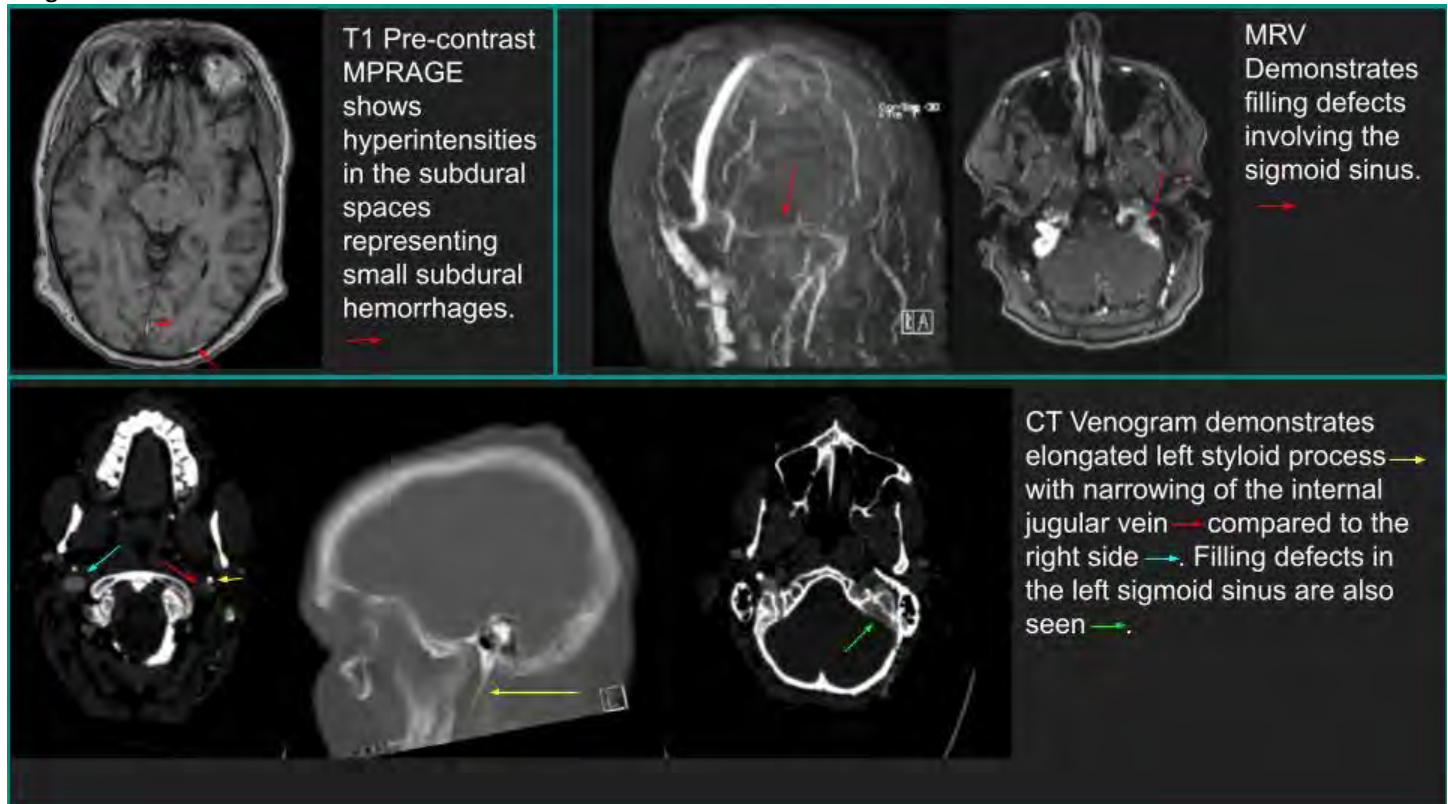 T1 Pre-contrast
MPRAGE
shows
hyperintensities
in the subdural
spaces
representing
small subdural
hemorrhages.
MRV
Demonstrates
filling defects
involving the
sigmoid sinus.
CT Venogram demonstrates
elongated left styloid process
with narrowing of the internal
jugular vein compared to the
right side . Filling defects in
the left sigmoid sinus are also
seen .